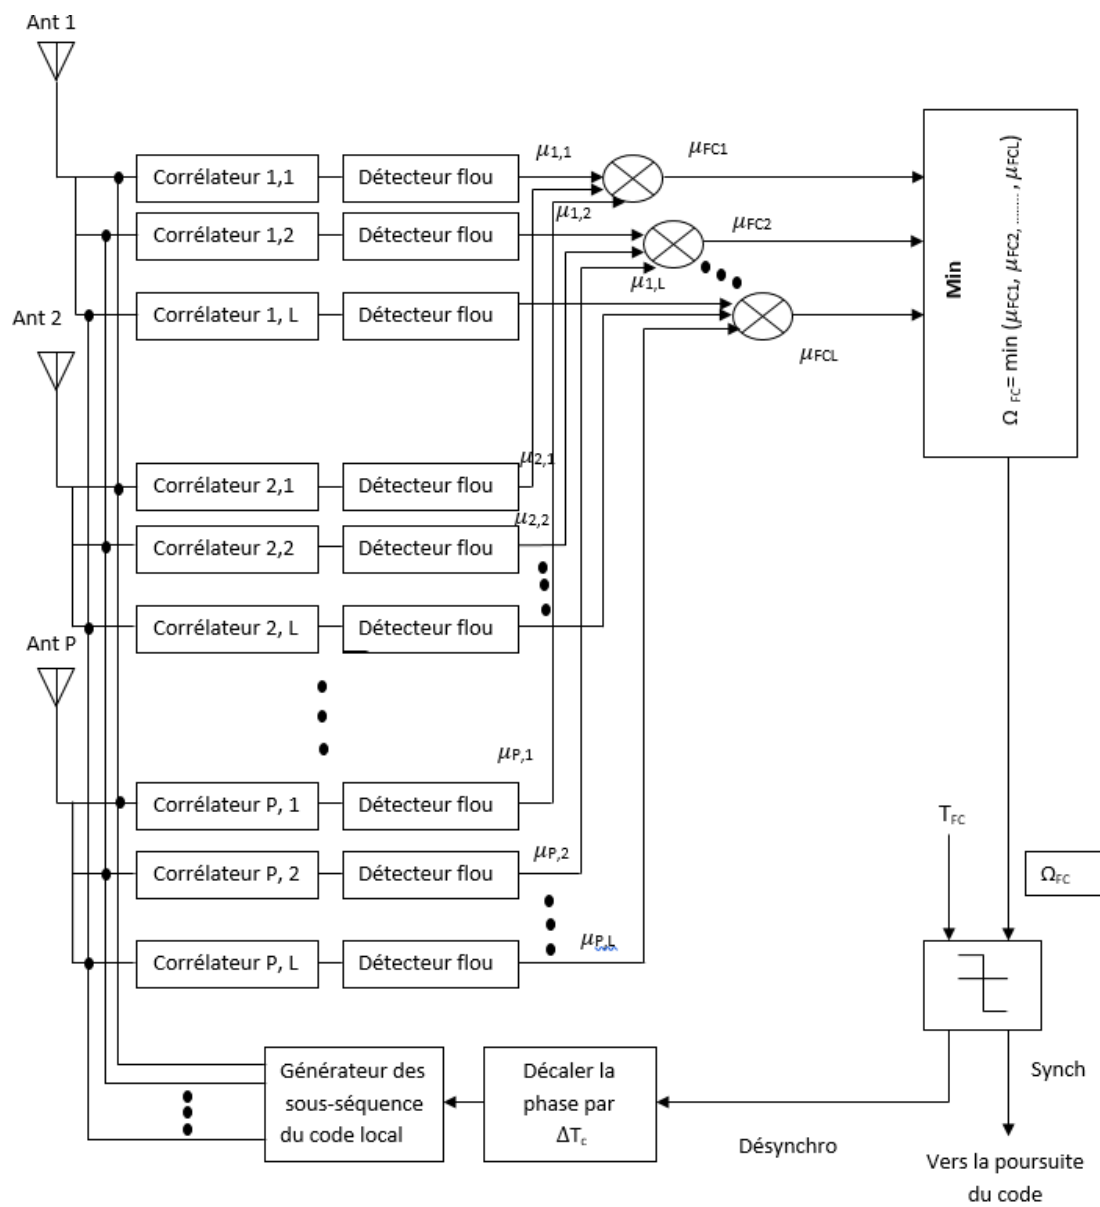 Ant 1
μ1,1
μFC1
Corrélateur 1,1
Détecteur flou
μ1,2
Corrélateur 1,2
Détecteur flou
μFC2
μ1,L
Corrélateur 1, L
Détecteur flou
μFCL
Min
Ω FC= min (μFC1, μFC2, ........., μFCL)
Ant 2
μ2,1
Corrélateur 2,1
Détecteur flou
μ2,2
Corrélateur 2,2
Détecteur flou
Corrélateur 2, L
Détecteur flou
Ant P
μP,1
Corrélateur P, 1
Détecteur flou
μP,2
Corrélateur P, 2
Détecteur flou
μP,L
Corrélateur P, L
Détecteur flou
TFC
ΩFC
Générateur des
sous-séquence
du code local
Décaler la
phase par
ΔTc
Désynchro
Synch
Vers la poursuite
du code